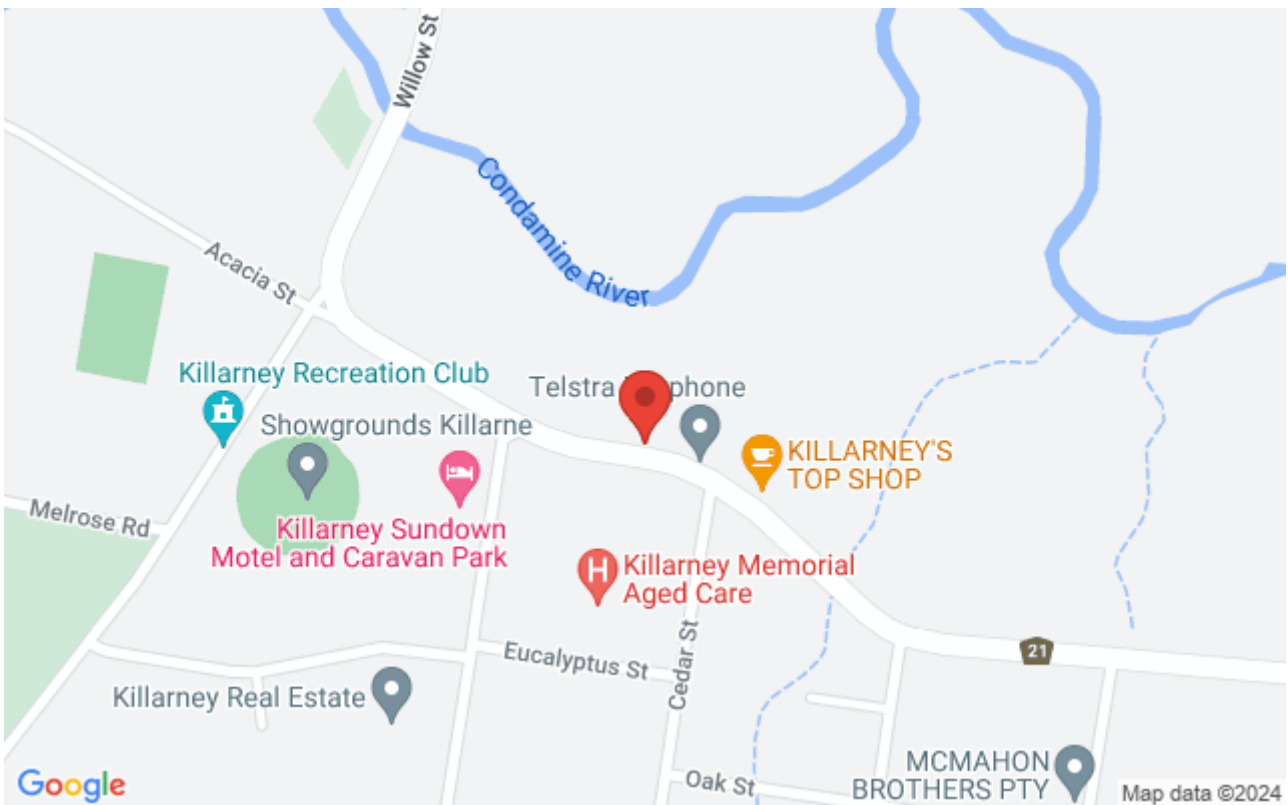 Willow St
Condamine River
Acacia St
Killarney Recreation Club
Telstra
phone
Showgrounds Killarne
KILLARNEY'S
TOP SHOP
Melrose Rd
Killarney Sundown
Motel and Caravan Park
H
Killarney Memorial
Aged Care
Eucalyptus St
Cedar St
21
Killarney Real Estate
MCMAHON
BROTHERS PTY
Oak St
Google
Map data ©2024